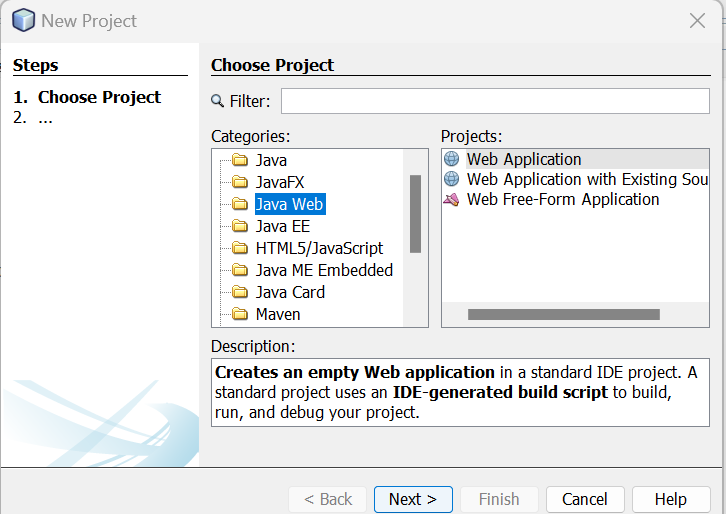 New Project
Steps
1. Choose Project
2. ...
Choose Project
Filter:
Categories:
Java
JavaFX
Java Web
Java EE
HTML5/JavaScript
Java ME Embedded
Java Card
Maven
Projects:
Web Application
Web Application with Existing Sou
Web Free-Form Application
Description:
Creates an empty Web application in a standard IDE project. A
standard project uses an IDE-generated build script to build,
run, and debug your project.
< Back
Next >
Finish
Cancel
Help